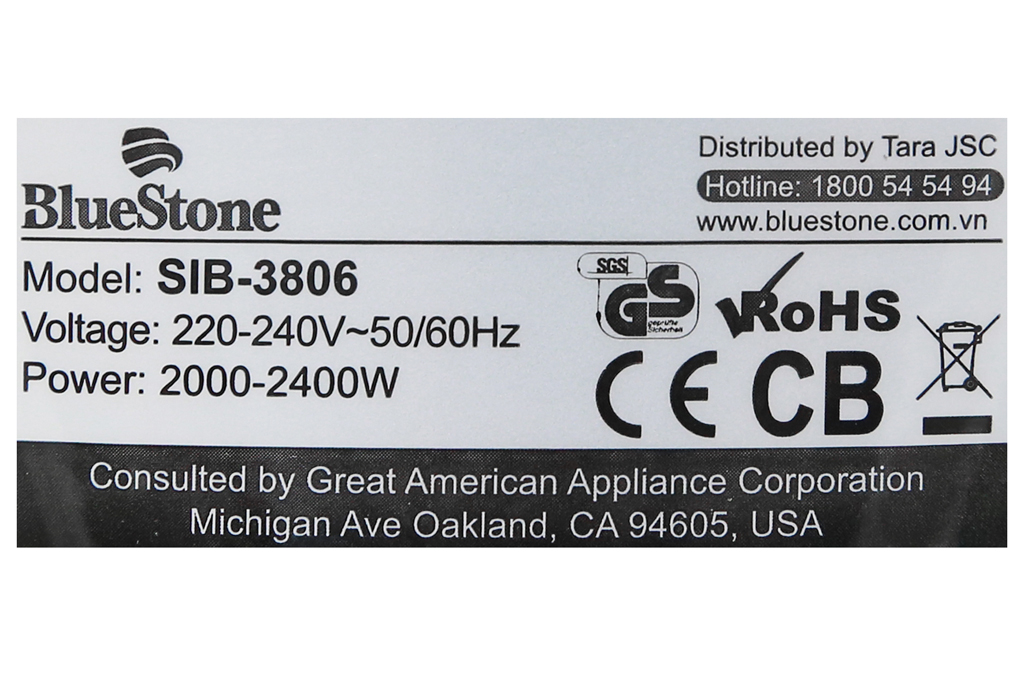 BlueStone
Distributed by Tara JSC
Hotline: 1800 54 54 94
www.bluestone.com.vn
Model: SIB-3806
Voltage: 220-240V~50/60Hz
Power: 2000-2400W
SGS
GS
geprüfte
Sicherheit
RoHS
CE CB
Consulted by Great American Appliance Corporation
Michigan Ave Oakland, CA 94605, USA